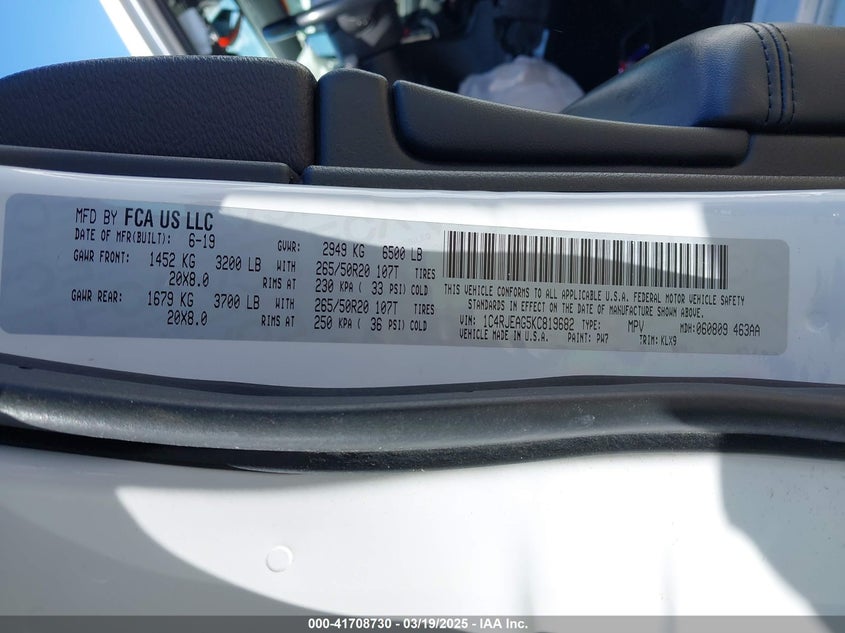 MFD BY FCA US LLC
DATE OF MFR(BUILT): 6-19 GVWR: 2949 KG 6500 LB
GAWR FRONT: 1452 KG 3200 LB WITH 265/50R20 107T TIRES
20X8.0 RIMS AT 230 KPA ( 33 PSI) COLD
GAWR REAR: 1679 KG 3700 LB WITH 265/50R20 107T TIRES
20X8.0 RIMS AT 250 KPA ( 36 PSI) COLD
THIS VEHICLE CONFORMS TO ALL APPLICABLE U.S.A. FEDERAL MOTOR VEHICLE SAFETY
STANDARDS IN EFFECT ON THE DATE OF MANUFACTURE SHOWN ABOVE.
VIN: 1C4RJEAG5KC819682 TYPE: MPV MDH:060809 463AA
VEHICLE MADE IN U.S.A. PAINT: PW7 TRIM: KLX9
000-41708730 - 03/19/2025 - IAA Inc.